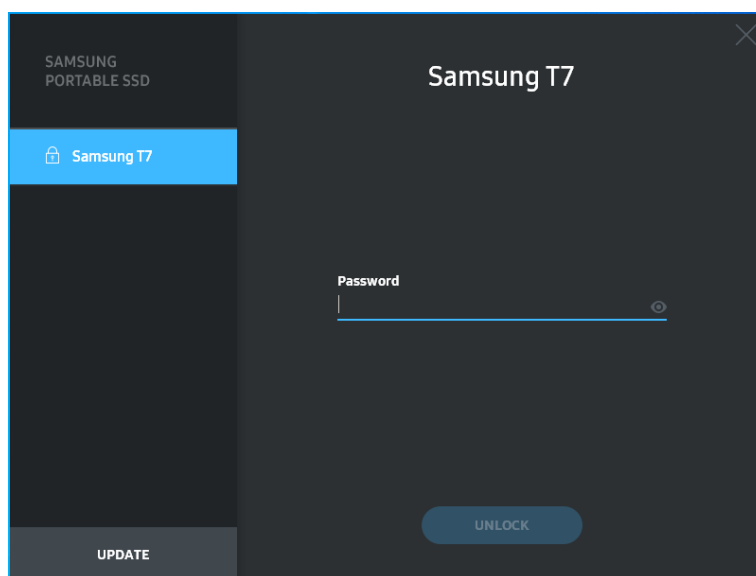 SAMSUNG
PORTABLE SSD
Samsung T7
Samsung T7
Password
UNLOCK
UPDATE